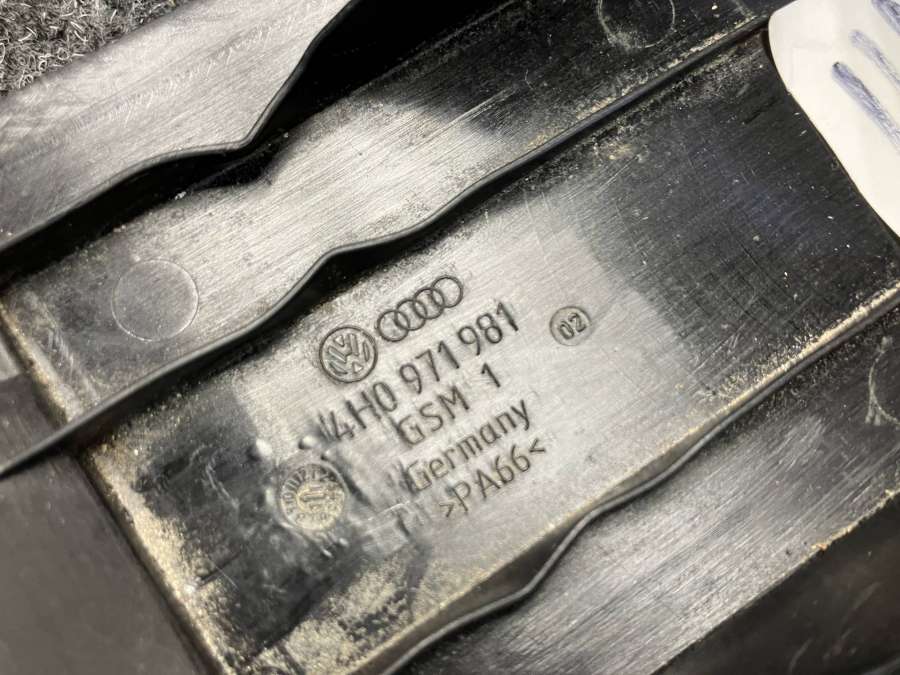 4H0 971 981
02
GSM 1
Germany
>PA66<